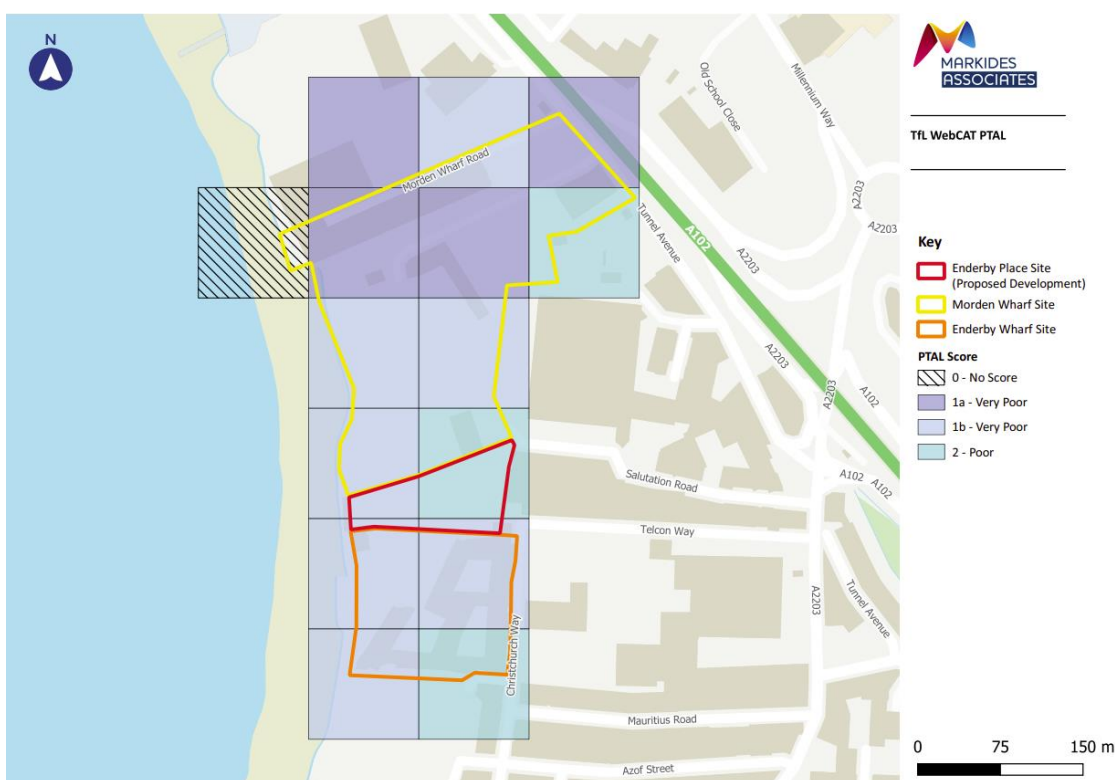 N
Old School Close
Millennium Way
Morden Wharf Road
A2203
A2203
A102
Tunnel Avenue
A2203
A2203
A2203
A102
Salutation Road
A102
A102
Telcon Way
A2203
Tunnel Avenue
Christchurch Way
Mauritius Road
Azof Street
MARKIDES
ASSOCIATES
TfL WebCAT PTAL
Key
Enderby Place Site
(Proposed Development)
Morden Wharf Site
Enderby Wharf Site
PTAL Score
0 - No Score
1a - Very Poor
1b - Very Poor
2 - Poor
0 75 150 m